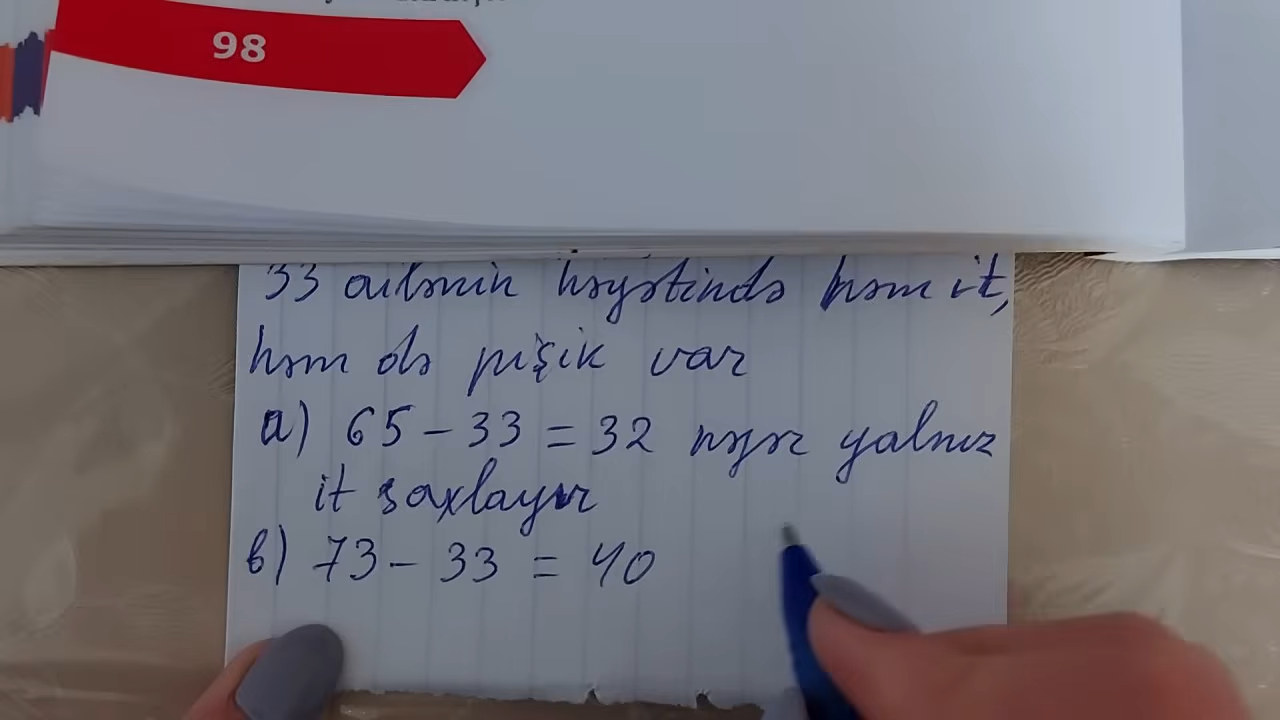 98
33 ailənin həyətində həm it,
həm də pişik var
a) 65 - 33 = 32 nəfər yalnız
it saxlayır
b) 73 - 33 = 40